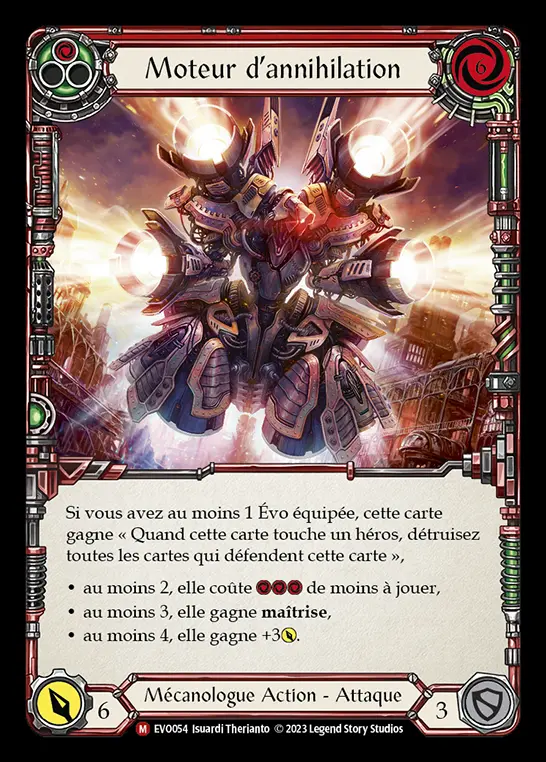 Moteur d'annihilation
6
Si vous avez au moins 1 Évo équipée, cette carte
gagne « Quand cette carte touche un héros, détruisez
toutes les cartes qui défendent cette carte »,
• au moins 2, elle coûte de moins à jouer,
• au moins 3, elle gagne maîtrise,
• au moins 4, elle gagne +3.
6
Mécanologue Action - Attaque
3
M EVO054 Isuardi Therianto © 2023 Legend Story Studios